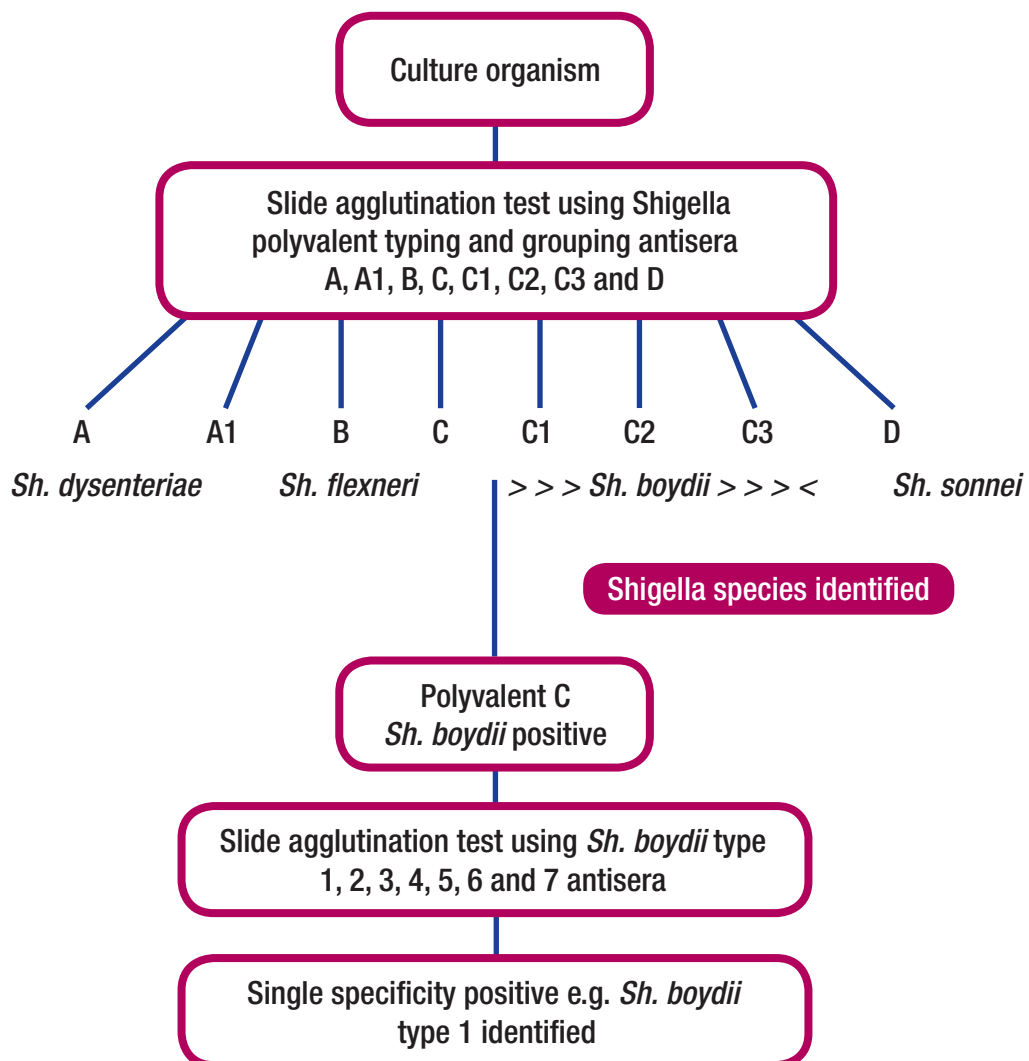 Culture organism
Slide agglutination test using Shigella
polyvalent typing and grouping antisera
A, A1, B, C, C1, C2, C3 and D
A A1 B C C1 C2 C3 D
Sh. dysenteriae Sh. flexneri > > > Sh. boydii > > > < Sh. sonnei
Shigella species identified
Polyvalent C
Sh. boydii positive
Slide agglutination test using Sh. boydii type
1, 2, 3, 4, 5, 6 and 7 antisera
Single specificity positive e.g. Sh. boydii
type 1 identified